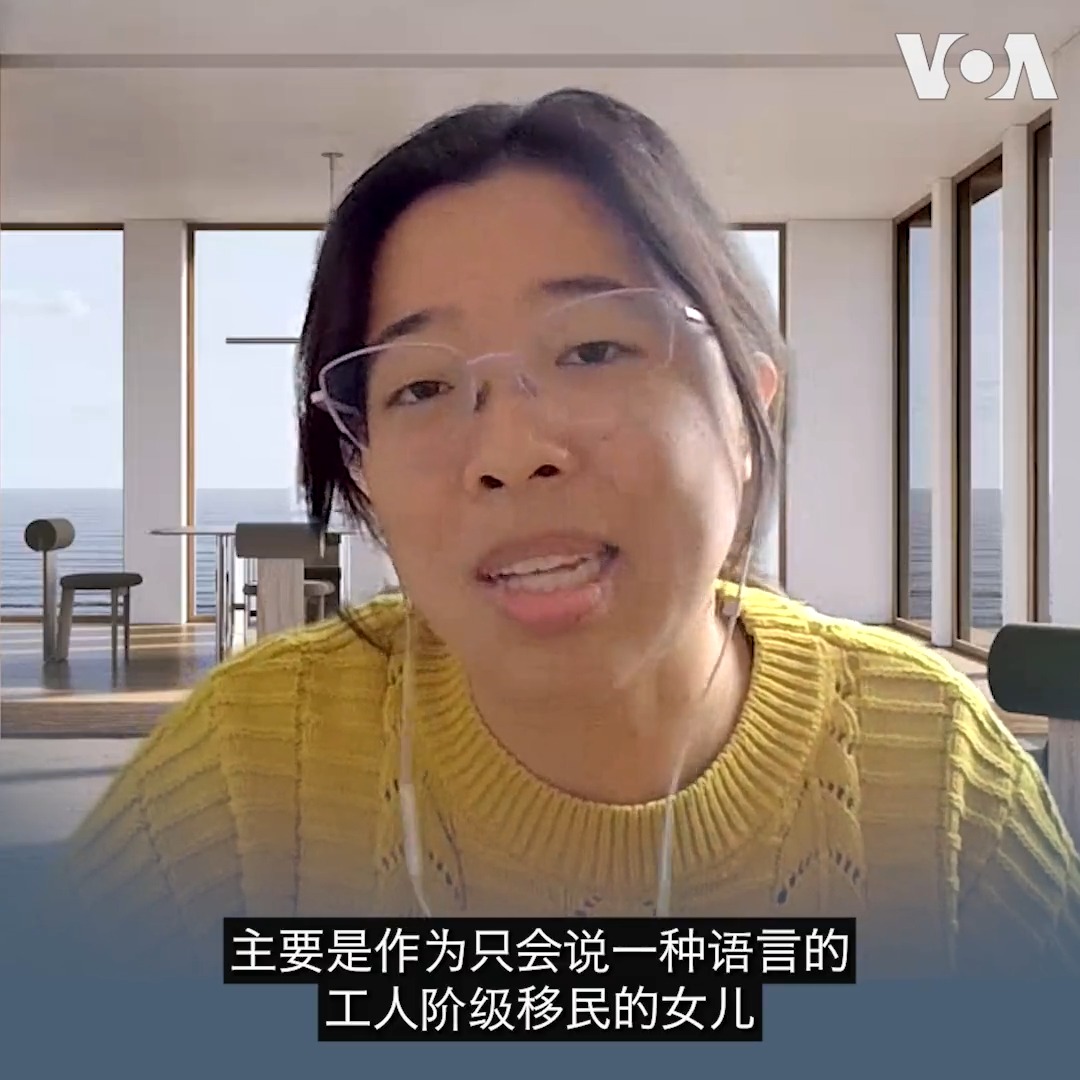 VOA
主要是作为只会说一种语言的
工人阶级移民的女儿